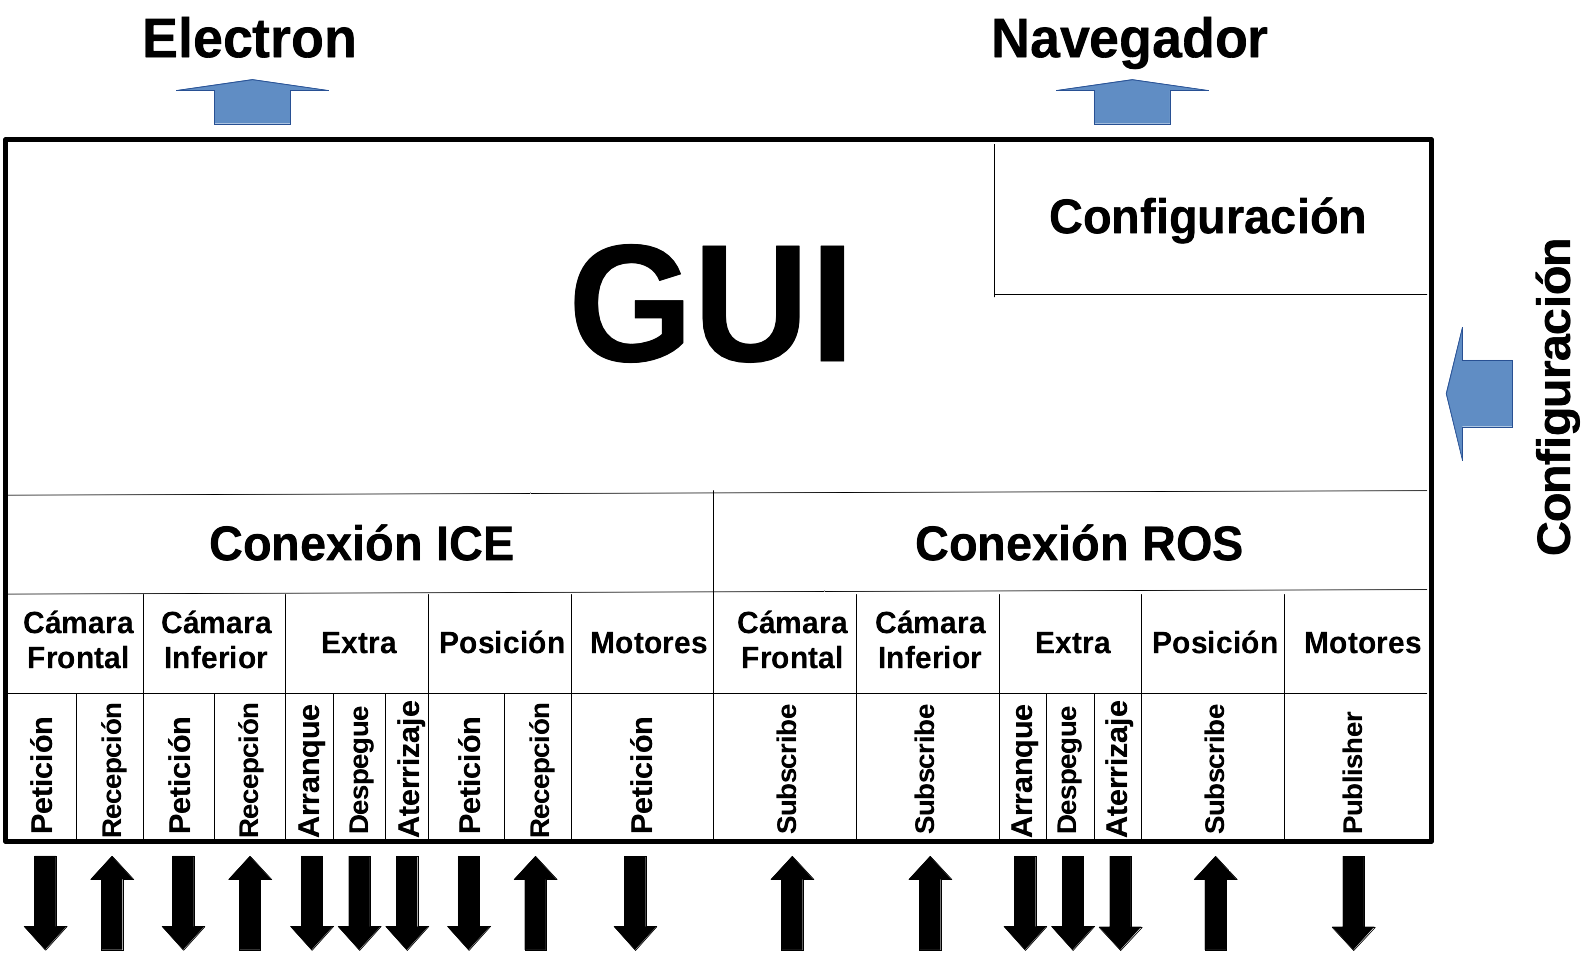 Electron
Navegador
Configuración
GUI
Configuración
Conexión ICE
Conexión ROS
Cámara
Frontal
Cámara
Inferior
Extra
Posición
Motores
Cámara
Frontal
Cámara
Inferior
Extra
Posición
Motores
Petición
Recepción
Petición
Recepción
Arranque
Despegue
Aterrizaje
Petición
Recepción
Petición
Subscribe
Subscribe
Arranque
Despegue
Aterrizaje
Subscribe
Publisher